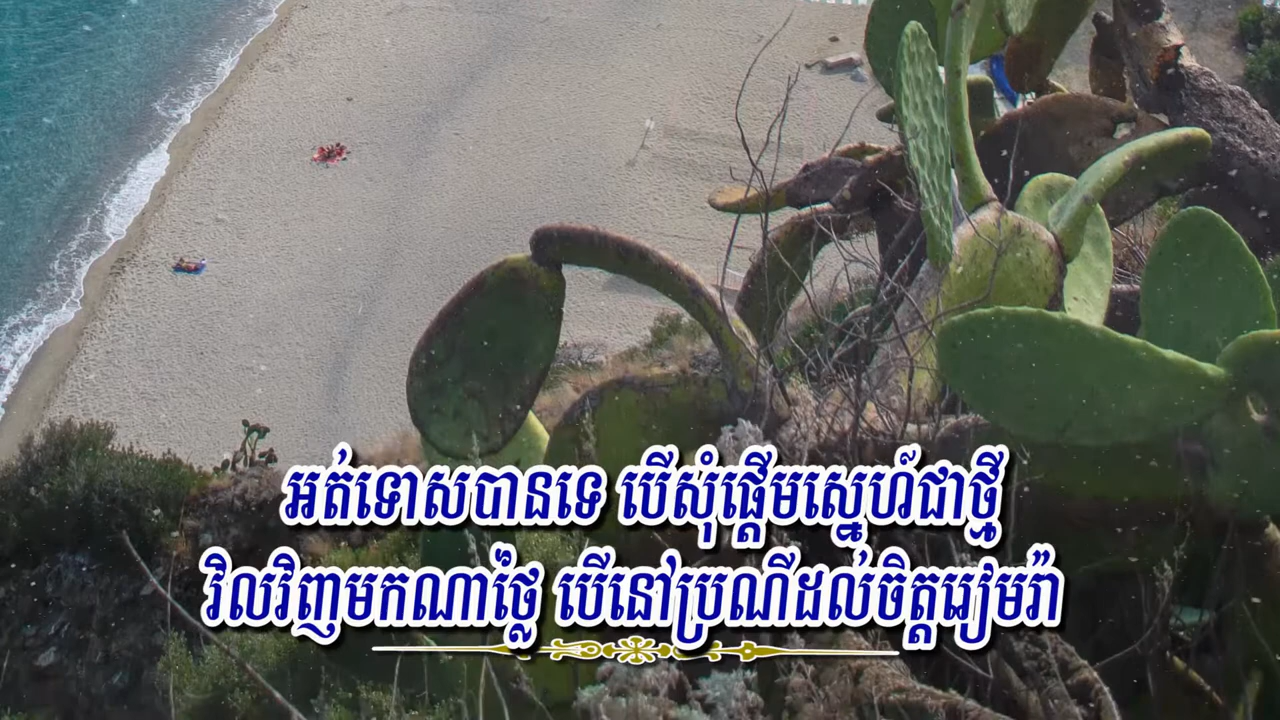 អត់ទោសបានទេ បើសុំផ្ដើមស្នេហ៍ជាថ្មី
វិលវិញមកណាថ្លៃ បើនៅប្រណីដល់ចិត្តរៀមរ៉ា